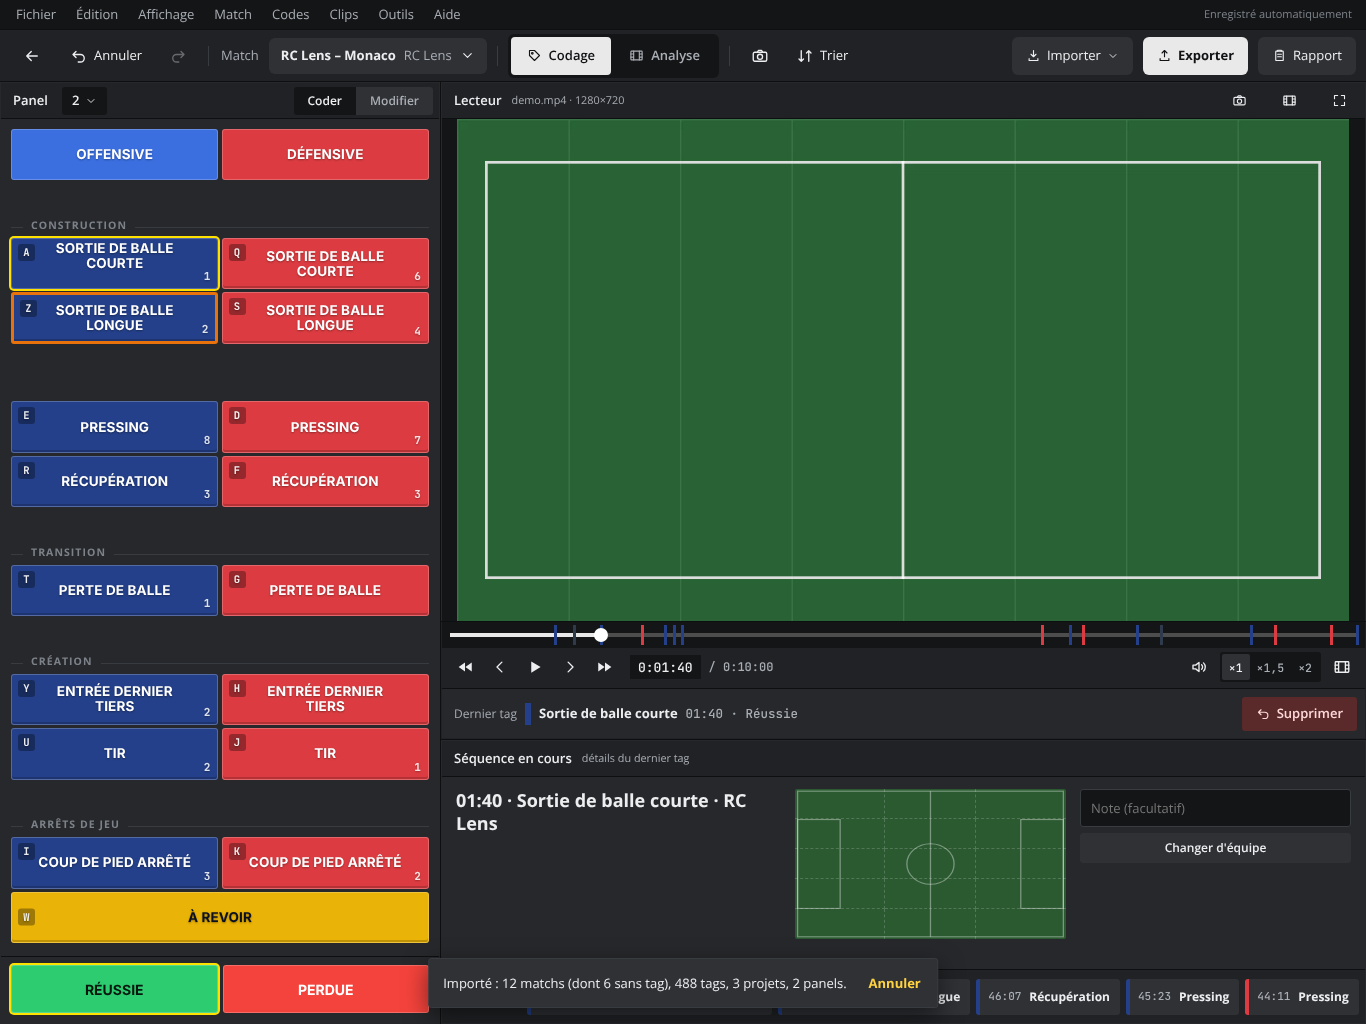 Fichier Édition Affichage Match Codes Clips Outils Aide Enregistré automatiquement
Annuler Match RC Lens – Monaco RC Lens Codage Analyse Trier Importer Exporter Rapport
Panel 2 Coder Modifier
Lecteur demo.mp4 · 1280×720
OFFENSIVE DÉFENSIVE
CONSTRUCTION
A SORTIE DE BALLE COURTE 1
Q SORTIE DE BALLE COURTE 6
Z SORTIE DE BALLE LONGUE 2
S SORTIE DE BALLE LONGUE 4
E PRESSING 8
D PRESSING 7
R RÉCUPÉRATION 3
F RÉCUPÉRATION 3
TRANSITION
T PERTE DE BALLE 1
G PERTE DE BALLE
CRÉATION
Y ENTRÉE DERNIER TIERS 2
H ENTRÉE DERNIER TIERS
U TIR 2
J TIR 1
ARRÊTS DE JEU
I COUP DE PIED ARRÊTÉ 3
K COUP DE PIED ARRÊTÉ 2
W À REVOIR
RÉUSSIE PERDUE
0:01:40 / 0:10:00 ×1 ×1,5 ×2
Dernier tag Sortie de balle courte 01:40 · Réussie Supprimer
Séquence en cours détails du dernier tag
01:40 · Sortie de balle courte · RC
Lens
Note (facultatif)
Changer d'équipe
Importé : 12 matchs (dont 6 sans tag), 488 tags, 3 projets, 2 panels. Annuler
gue 46:07 Récupération 45:23 Pressing 44:11 Pressing